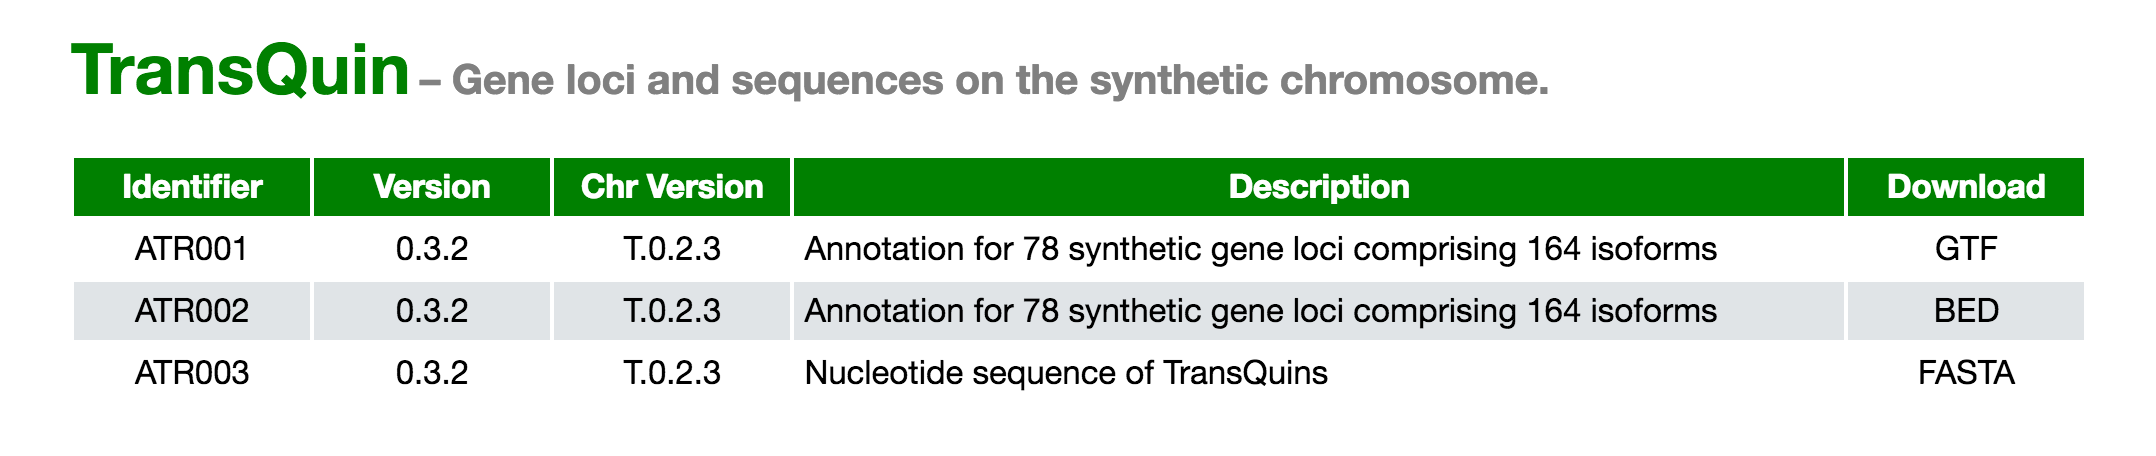 TransQuin – Gene loci and sequences on the synthetic chromosome.
Identifier Version Chr Version Description Download
ATR001 0.3.2 T.0.2.3 Annotation for 78 synthetic gene loci comprising 164 isoforms GTF
ATR002 0.3.2 T.0.2.3 Annotation for 78 synthetic gene loci comprising 164 isoforms BED
ATR003 0.3.2 T.0.2.3 Nucleotide sequence of TransQuins FASTA